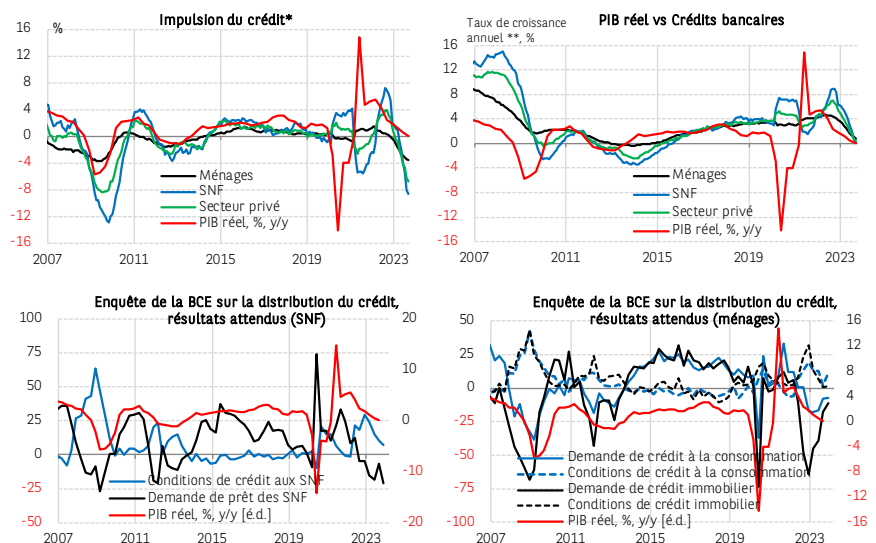 Impulsion du crédit*
%
16
12
8
4
0
-4
-8
-12
-16
Ménages
SNF
Secteur privé
PIB réel, %, y/y
2007
2011
2015
2019
2023
PIB réel vs Crédits bancaires
Taux de croissance
annuel **, %
16
12
8
4
0
-4
-8
-12
-16
Ménages
SNF
Secteur privé
PIB réel, %, y/y
2007
2011
2015
2019
2023
Enquête de la BCE sur la distribution du crédit,
résultats attendus (SNF)
100
75
50
25
0
-25
-50
20
10
0
-10
-20
Conditions de crédit aux SNF
Demande de prêt des SNF
PIB réel, %, y/y [é.d.]
2007
2011
2015
2019
2023
Enquête de la BCE sur la distribution du crédit,
résultats attendus (ménages)
50
25
0
-25
-50
-75
-100
16
12
8
4
0
-4
-8
-12
-16
Demande de crédit à la consommation
Conditions de crédit à la consommation
Demande de crédit immobilier
Conditions de crédit immobilier
PIB réel, %, y/y [é.d.]
2007
2011
2015
2019
2023